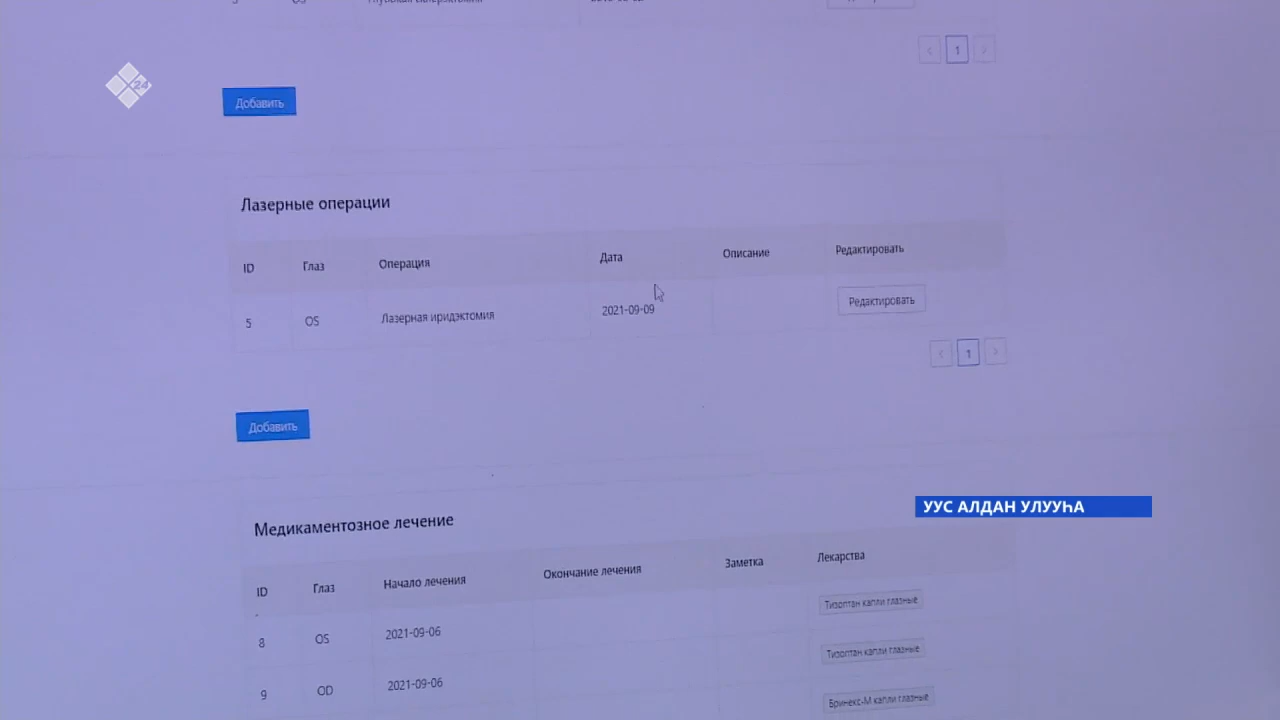 24
1
Добавить
Лазерные операции
ID Глаз Операция Дата Описание Редактировать
5 OS Лазерная иридэктомия 2021-09-09 Редактировать
1
Добавить
УУС АЛДАН УЛУУҺА
Медикаментозное лечение
ID Глаз Начало лечения Окончание лечения Заметка Лекарства
Тизоптан капли глазные
8 OS 2021-09-06
Тизоптан капли глазные
9 OD 2021-09-06
Бринекс-М капли глазные